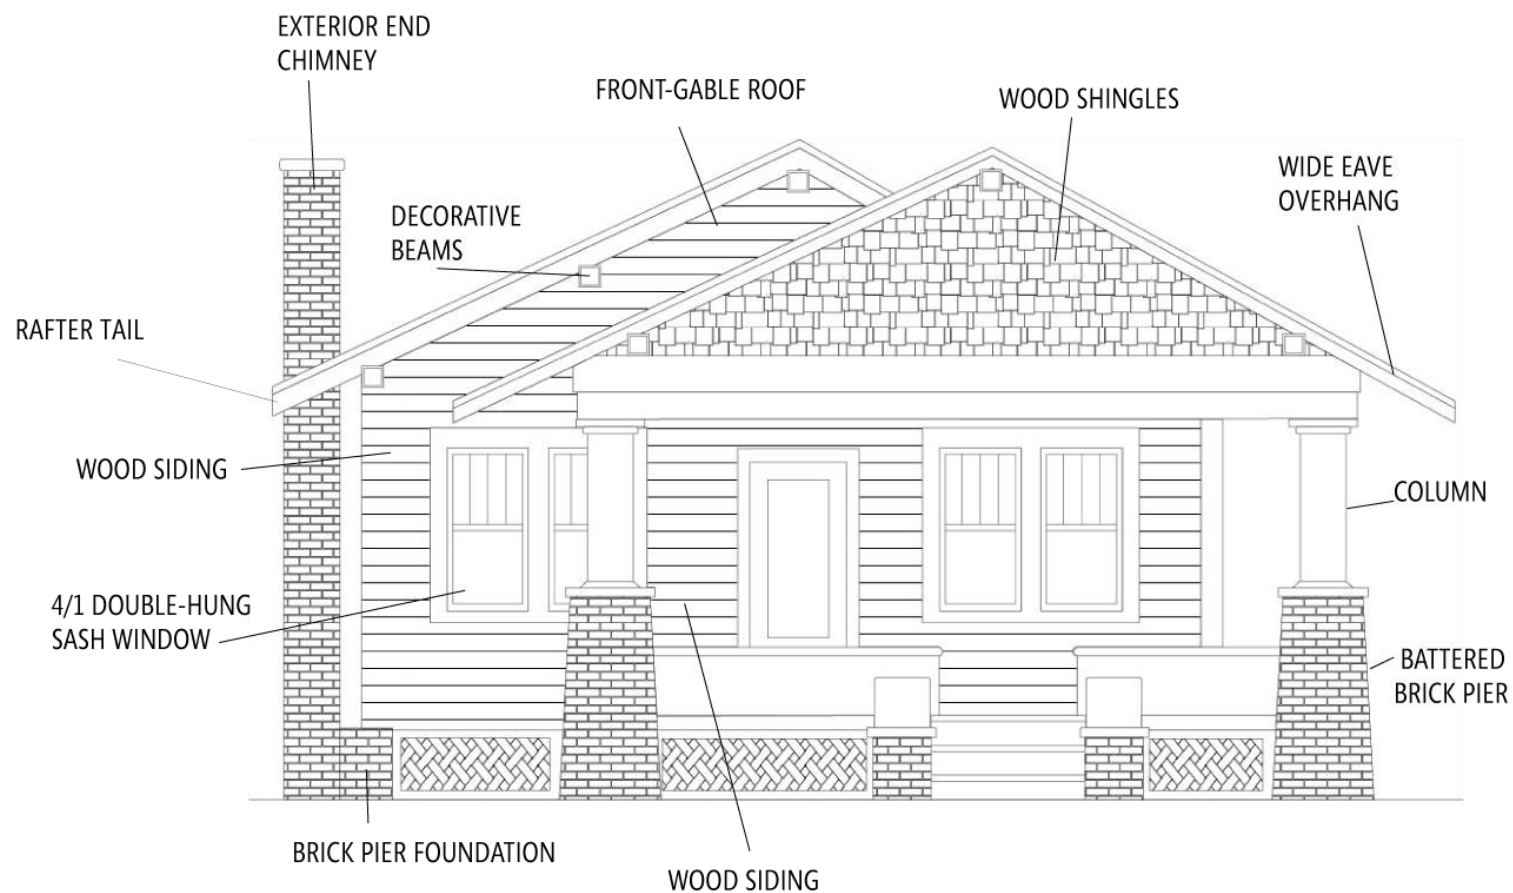 EXTERIOR END
CHIMNEY
FRONT-GABLE ROOF
WOOD SHINGLES
WIDE EAVE
OVERHANG
DECORATIVE
BEAMS
RAFTER TAIL
WOOD SIDING
COLUMN
4/1 DOUBLE-HUNG
SASH WINDOW
BATTERED
BRICK PIER
BRICK PIER FOUNDATION
WOOD SIDING